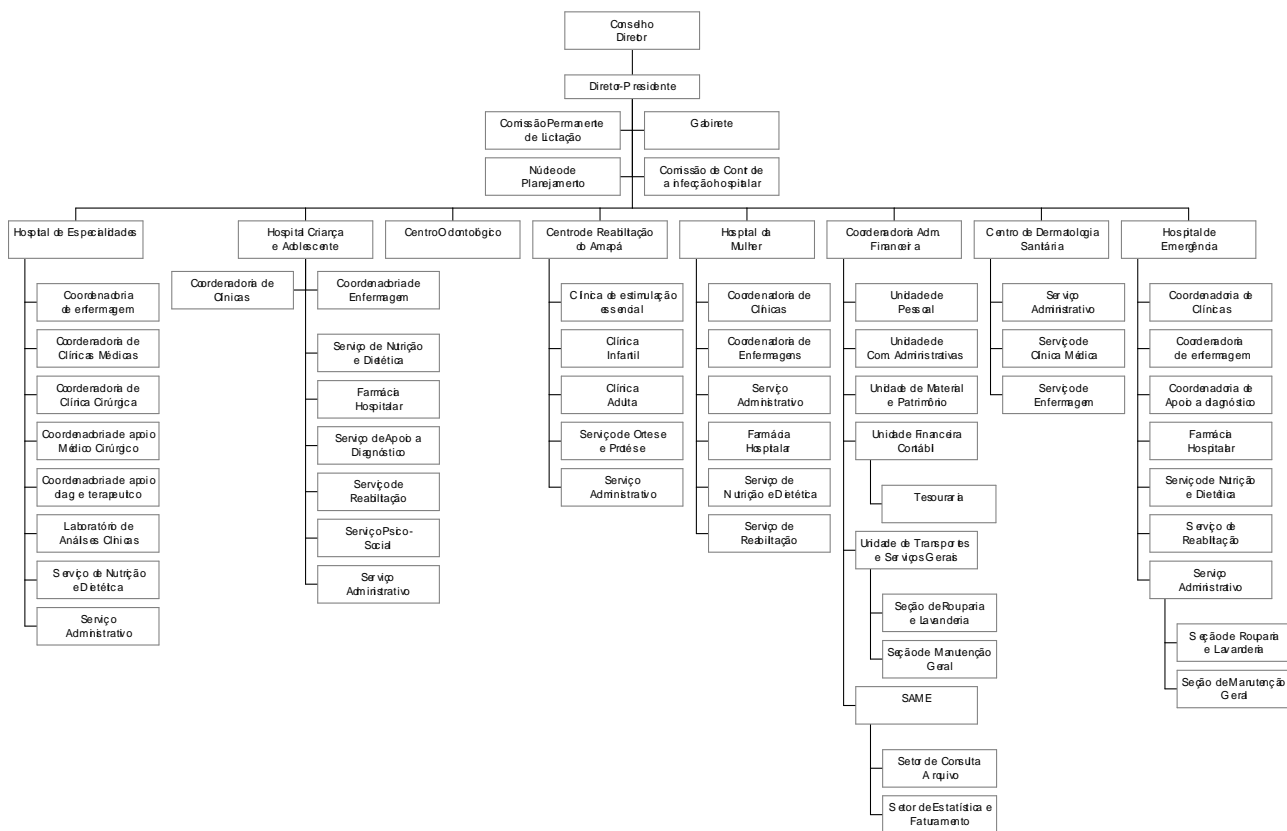 Conselho
Diretor
Diretor-Presidente
Comissão Permanente
de Licitação
Gabinete
Núcleo de
Planejamento
Comissão de Cont de
a infecção hospitalar
Hospital de Especialidades
Hospital Criança
e Adolescente
Centro Odontológico
Centro de Reabilitação
do Amapá
Hospital da
Mulher
Coordenadoria Adm.
Financeira
Centro de Dermatologia
Sanitária
Hospital de
Emergência
Coordenadoria
de enfermagem
Coordenadoria de
Clínicas Médicas
Coordenadoria de
Clínica Cirúrgica
Coordenadoria de apoio
Médico Cirúrgico
Coordenadoria de apoio
diag e terapeutco
Laboratório de
Análises Clínicas
Serviço de Nutrição
e Dietética
Serviço
Administrativo
Coordenadoria de
Clínicas
Coordenadoria de
Enfermagem
Serviço de Nutrição
e Dietética
Farmácia
Hospitalar
Serviço de Apoio a
Diagnóstico
Serviço de
Reabilitação
Serviço Psico-
Social
Serviço
Administrativo
Clínica de estimulação
essencial
Clínica
Infantil
Clínica
Adulta
Serviço de Ortese
e Protése
Serviço
Administrativo
Coordenadoria de
Clínicas
Coordenadoria de
Enfermagens
Serviço
Administrativo
Farmácia
Hospitalar
Serviço de
Nutrição e Dietética
Serviço de
Reabilitação
Unidade de
Pessoal
Unidade de
Com. Administrativas
Unidade de Material
e Patrimônio
Unidade Financeira
Contábil
Tesouraria
Unidade de Transportes
e Serviços Gerais
Seção de Rouparia
e Lavanderia
Seção de Manutenção
Geral
SAME
Setor de Consulta
Arquivo
Setor de Estatística e
Faturamento
Serviço
Administrativo
Serviço de
Clinica Médica
Serviço de
Enfermagem
Coordenadoria de
Clínicas
Coordenadoria
de enfermagem
Coordenadoria de
Apoio a diagnóstico
Farmácia
Hospitalar
Serviço de Nutrição
e Dietética
Serviço de
Reabilitação
Serviço
Administrativo
Seção de Rouparia
e Lavanderia
Seção de Manutenção
Geral